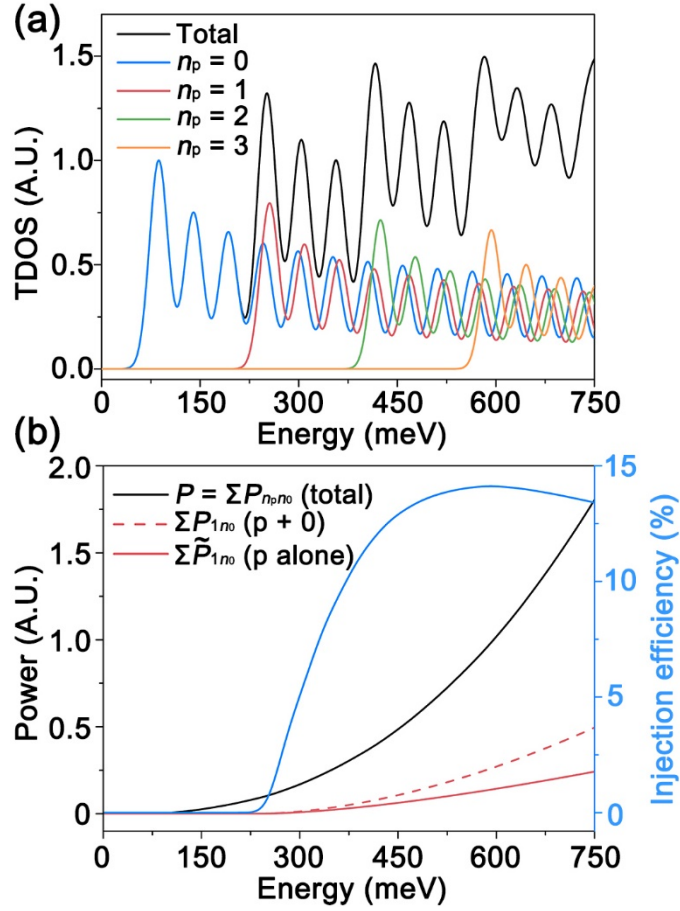 (a)
Total
nₚ = 0
nₚ = 1
nₚ = 2
nₚ = 3
1.5
1.0
0.5
0.0
TDOS (A.U.)
0 150 300 450 600 750
Energy (meV)
(b)
P = ΣPₙₚₙ₀ (total)
ΣP₁ₙ₀ (p + 0)
ΣP̃₁ₙ₀ (p alone)
2.0
1.5
1.0
0.5
0
Power (A.U.)
15
10
5
0
Injection efficiency (%)
0 150 300 450 600 750
Energy (meV)